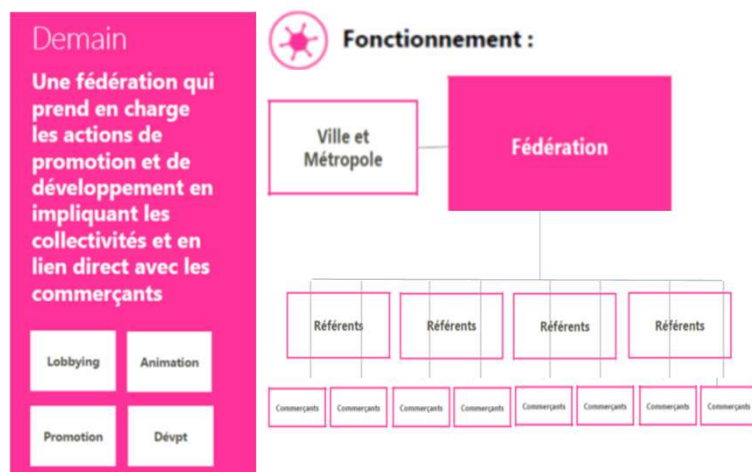 Demain
Une fédération qui
prend en charge
les actions de
promotion et de
développement en
impliquant les
collectivités et en
lien direct avec les
commerçants
Lobbying
Animation
Promotion
Dévpt
Fonctionnement :
Ville et
Métropole
Fédération
Référents
Référents
Référents
Référents
Commerçants
Commerçants
Commerçants
Commerçants
Commerçants
Commerçants
Commerçants
Commerçants